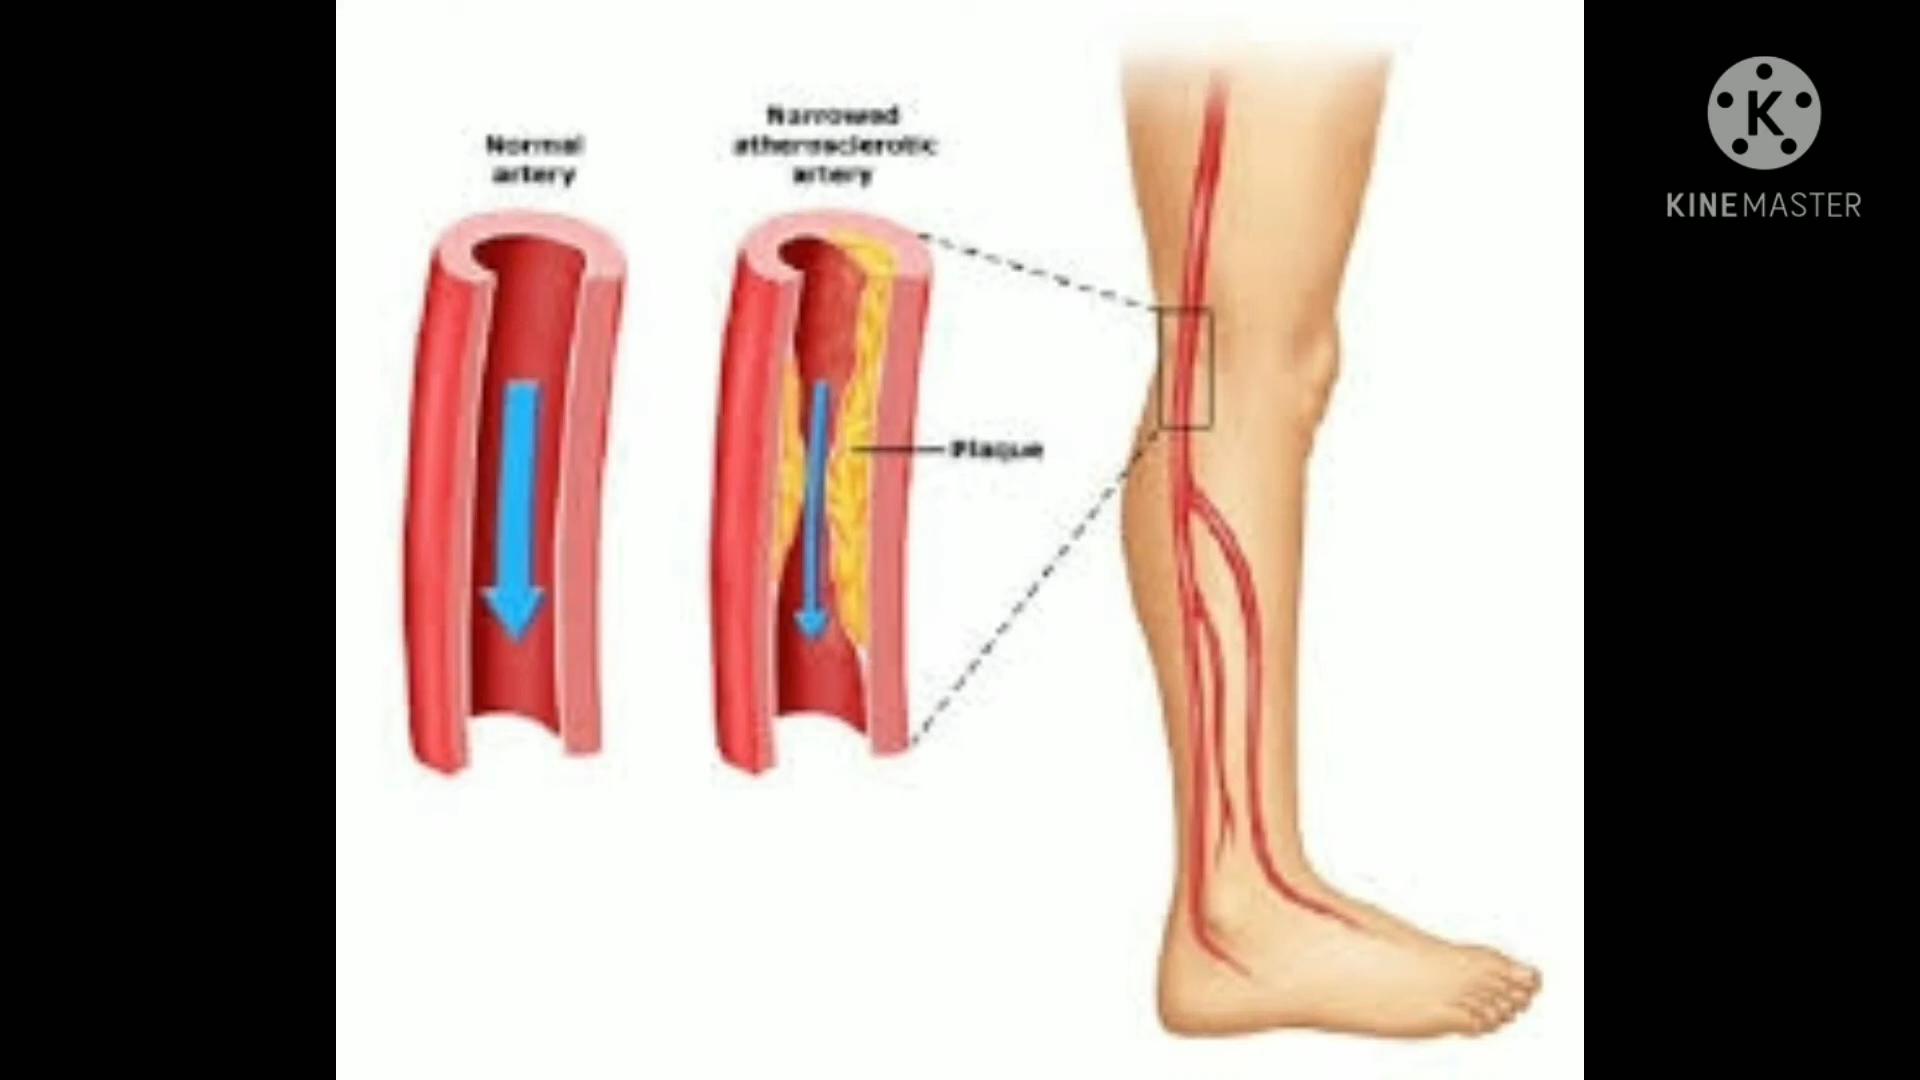 Normal
artery
Narrowed
atherosclerotic
artery
Plaque
K
KINEMASTER